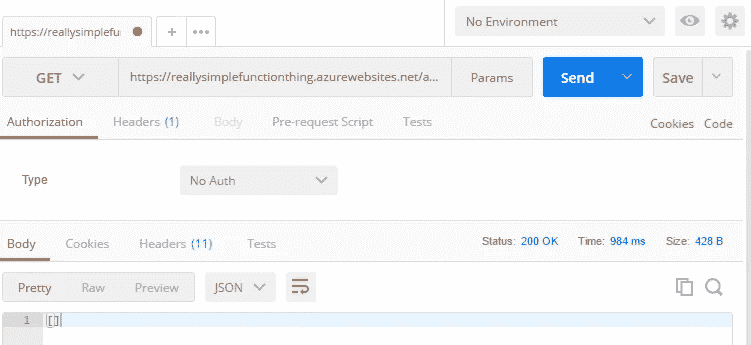 https://reallysimplefun + ••• No Environment
GET https://reallysimplefunctionthing.azurewebsites.net/a... Params Send Save
Authorization Headers (1) Body Pre-request Script Tests Cookies Code
Type No Auth
Body Cookies Headers (11) Tests Status: 200 OK Time: 984 ms Size: 428 B
Pretty Raw Preview JSON
1 []